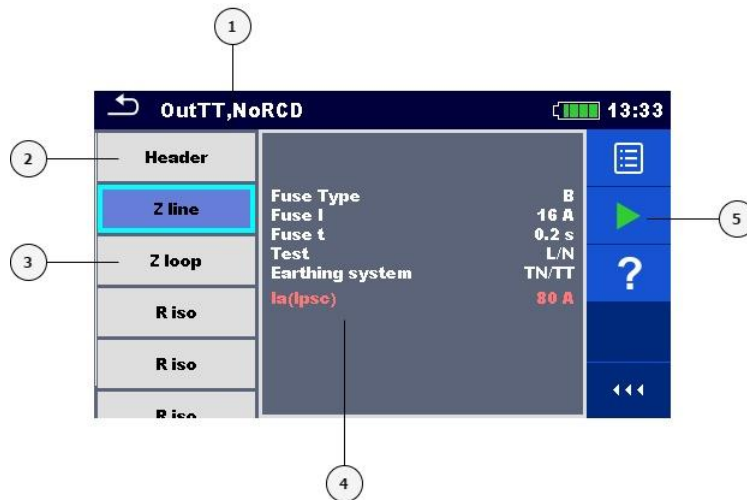 1
OutTT,NoRCD 13:33
2
Header
Z line
3
Z loop
R iso
R iso
R iso
Fuse Type B
Fuse I 16 A
Fuse t 0.2 s
Test L/N
Earthing system TN/TT
Ia(Ipsc) 80 A
?
5
4